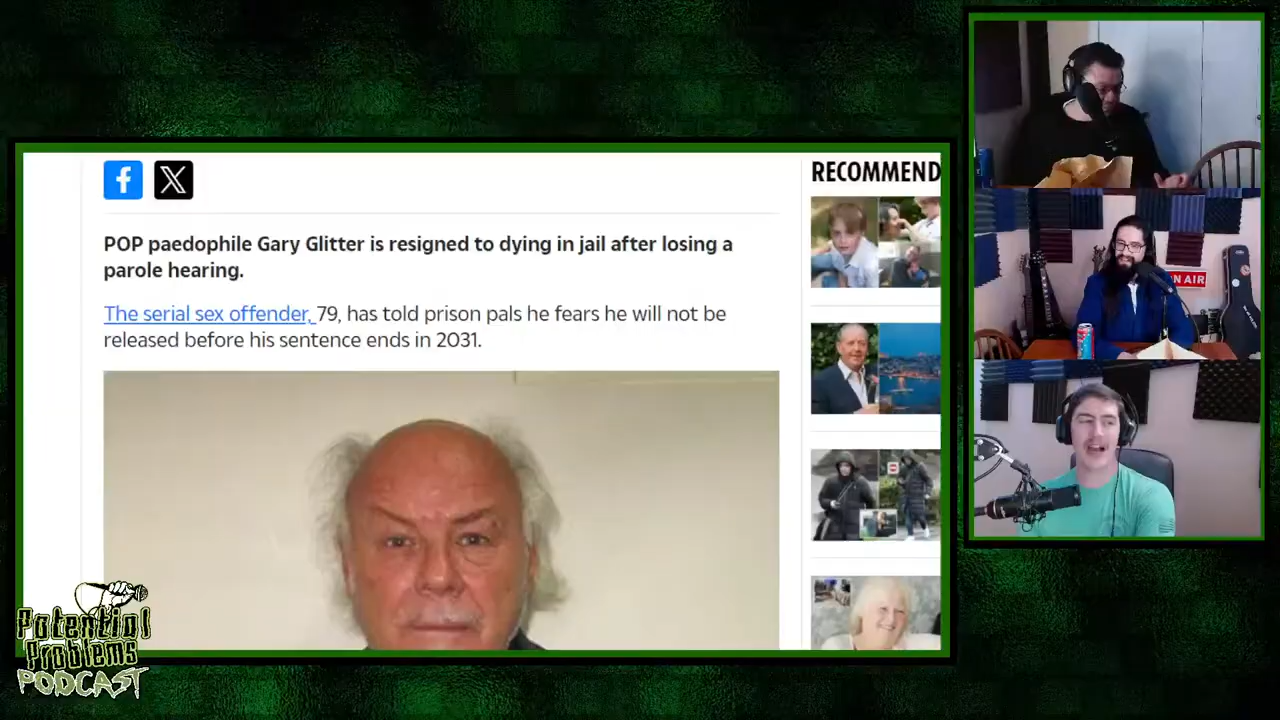 POP paedophile Gary Glitter is resigned to dying in jail after losing a
parole hearing.
The serial sex offender, 79, has told prison pals he fears he will not be
released before his sentence ends in 2031.
RECOMMEND
N AIR
Potential
Problems
PODCAST